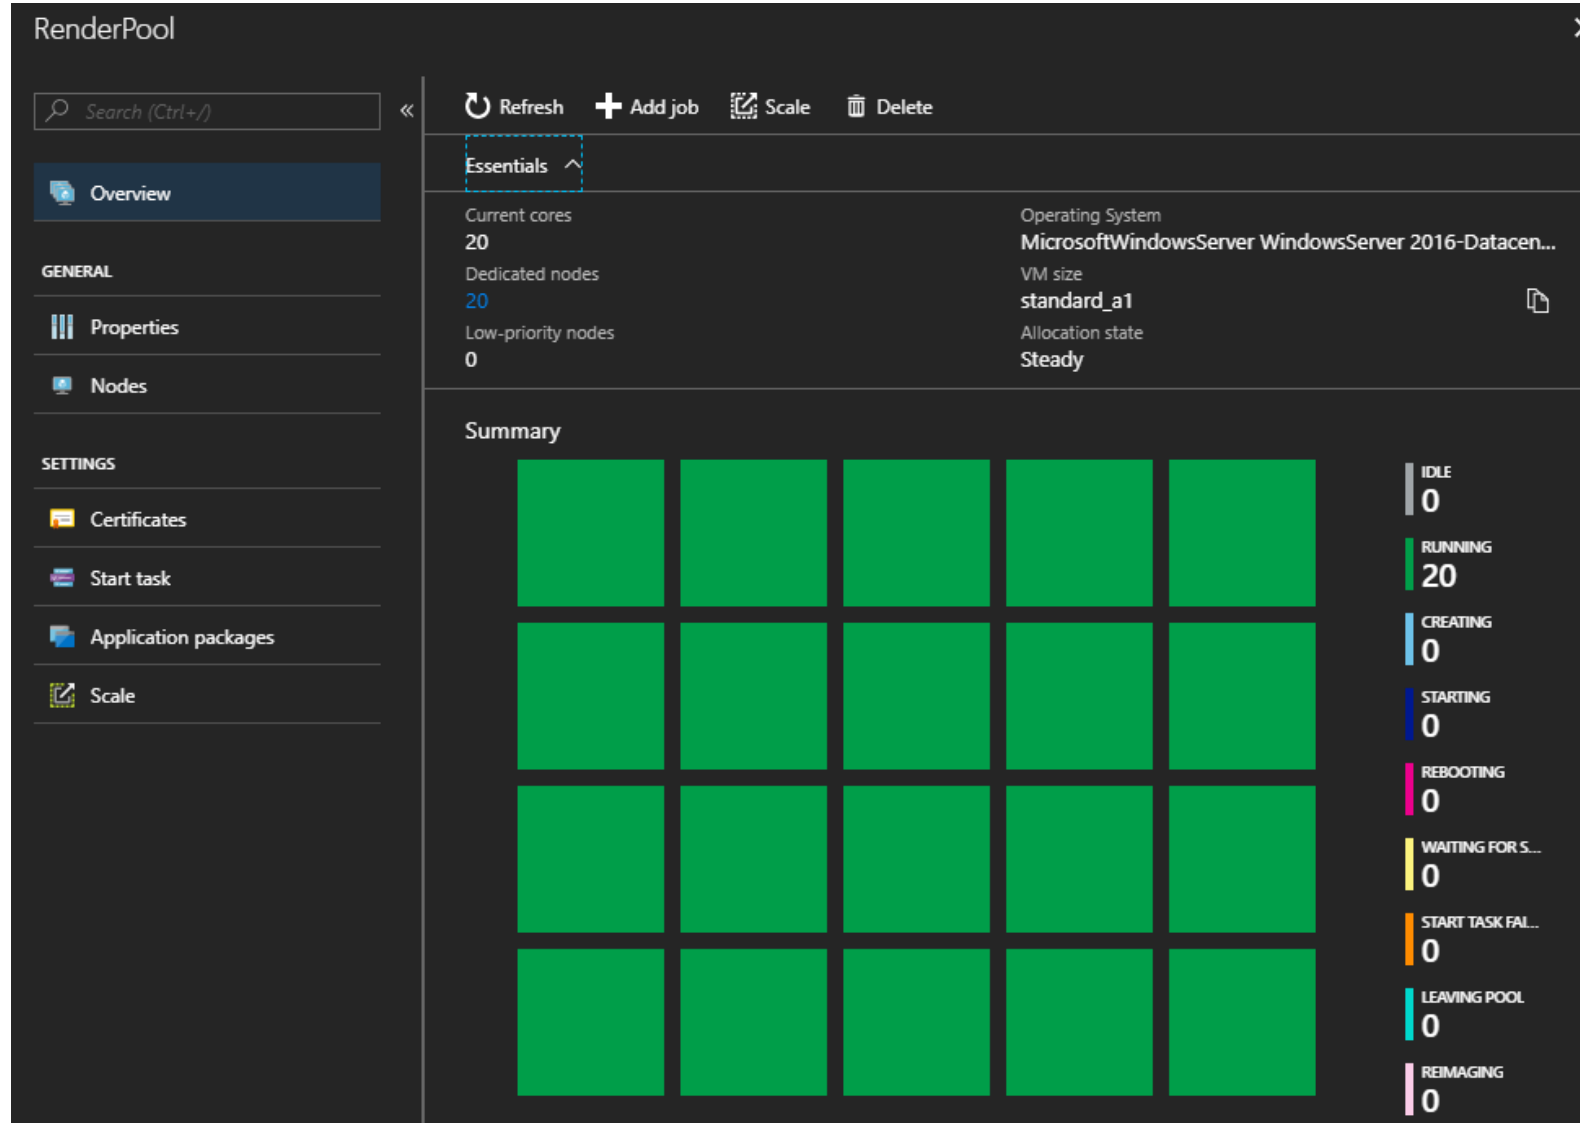 RenderPool
Search (Ctrl+/)
«
Overview
GENERAL
Properties
Nodes
SETTINGS
Certificates
Start task
Application packages
Scale
Refresh
Add job
Scale
Delete
Essentials
Current cores
20
Dedicated nodes
20
Low-priority nodes
0
Operating System
MicrosoftWindowsServer WindowsServer 2016-Datacen...
VM size
standard_a1
Allocation state
Steady
Summary
IDLE
0
RUNNING
20
CREATING
0
STARTING
0
REBOOTING
0
WAITING FOR S...
0
START TASK FAI...
0
LEAVING POOL
0
REIMAGING
0